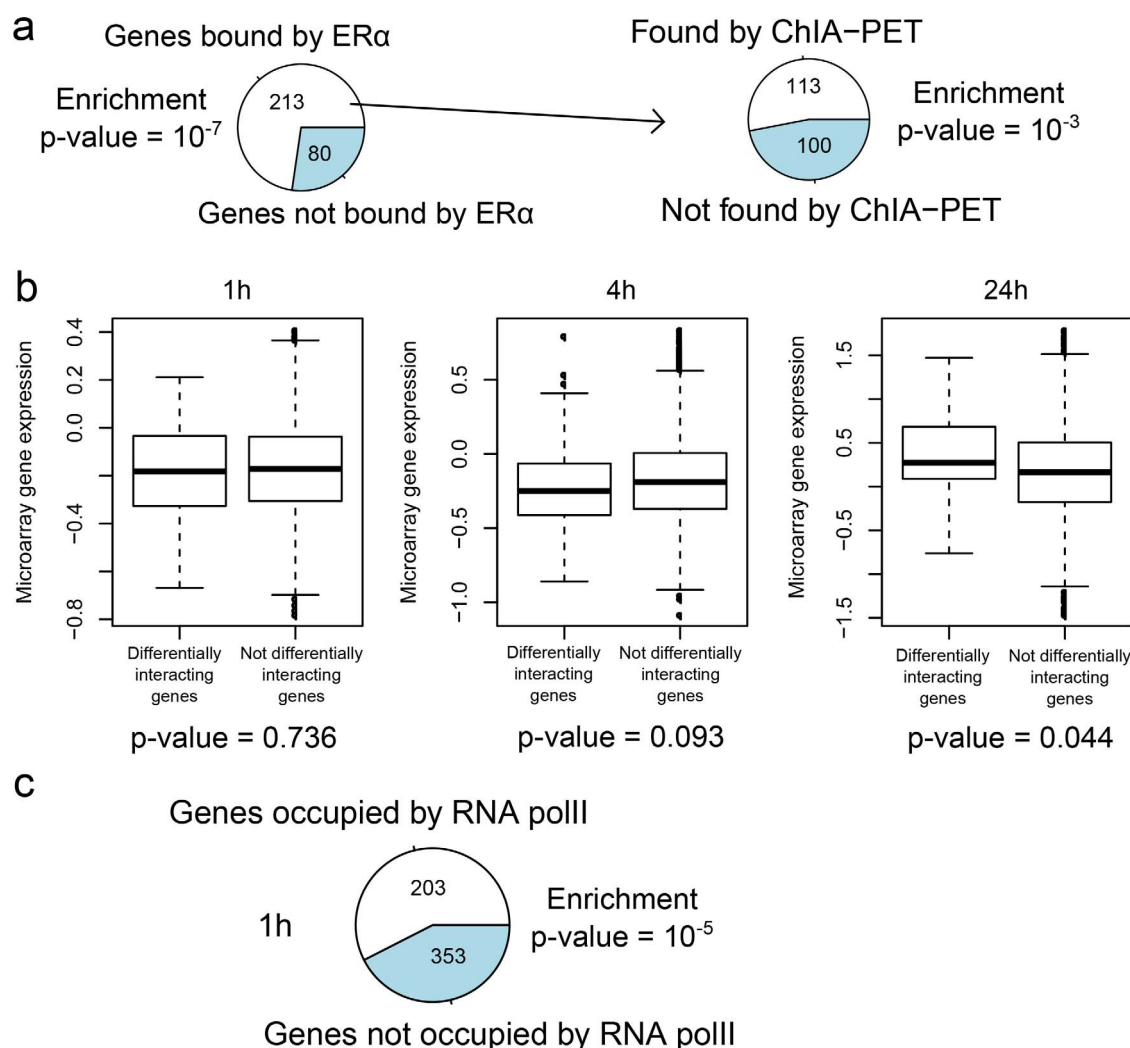 a
Genes bound by ERα
213
80
Enrichment
p-value = 10⁻⁷
Genes not bound by ERα
Found by ChIA−PET
113
100
Enrichment
p-value = 10⁻³
Not found by ChIA−PET
b
1h
Microarray gene expression
0.4
0.2
0.0
−0.4
−0.8
Differentially
interacting
genes
Not differentially
interacting
genes
p-value = 0.736
4h
Microarray gene expression
0.5
0.0
−0.5
−1.0
Differentially
interacting
genes
Not differentially
interacting
genes
p-value = 0.093
24h
Microarray gene expression
1.5
0.5
−0.5
−1.5
Differentially
interacting
genes
Not differentially
interacting
genes
p-value = 0.044
c
Genes occupied by RNA polII
1h
203
353
Enrichment
p-value = 10⁻⁵
Genes not occupied by RNA polII